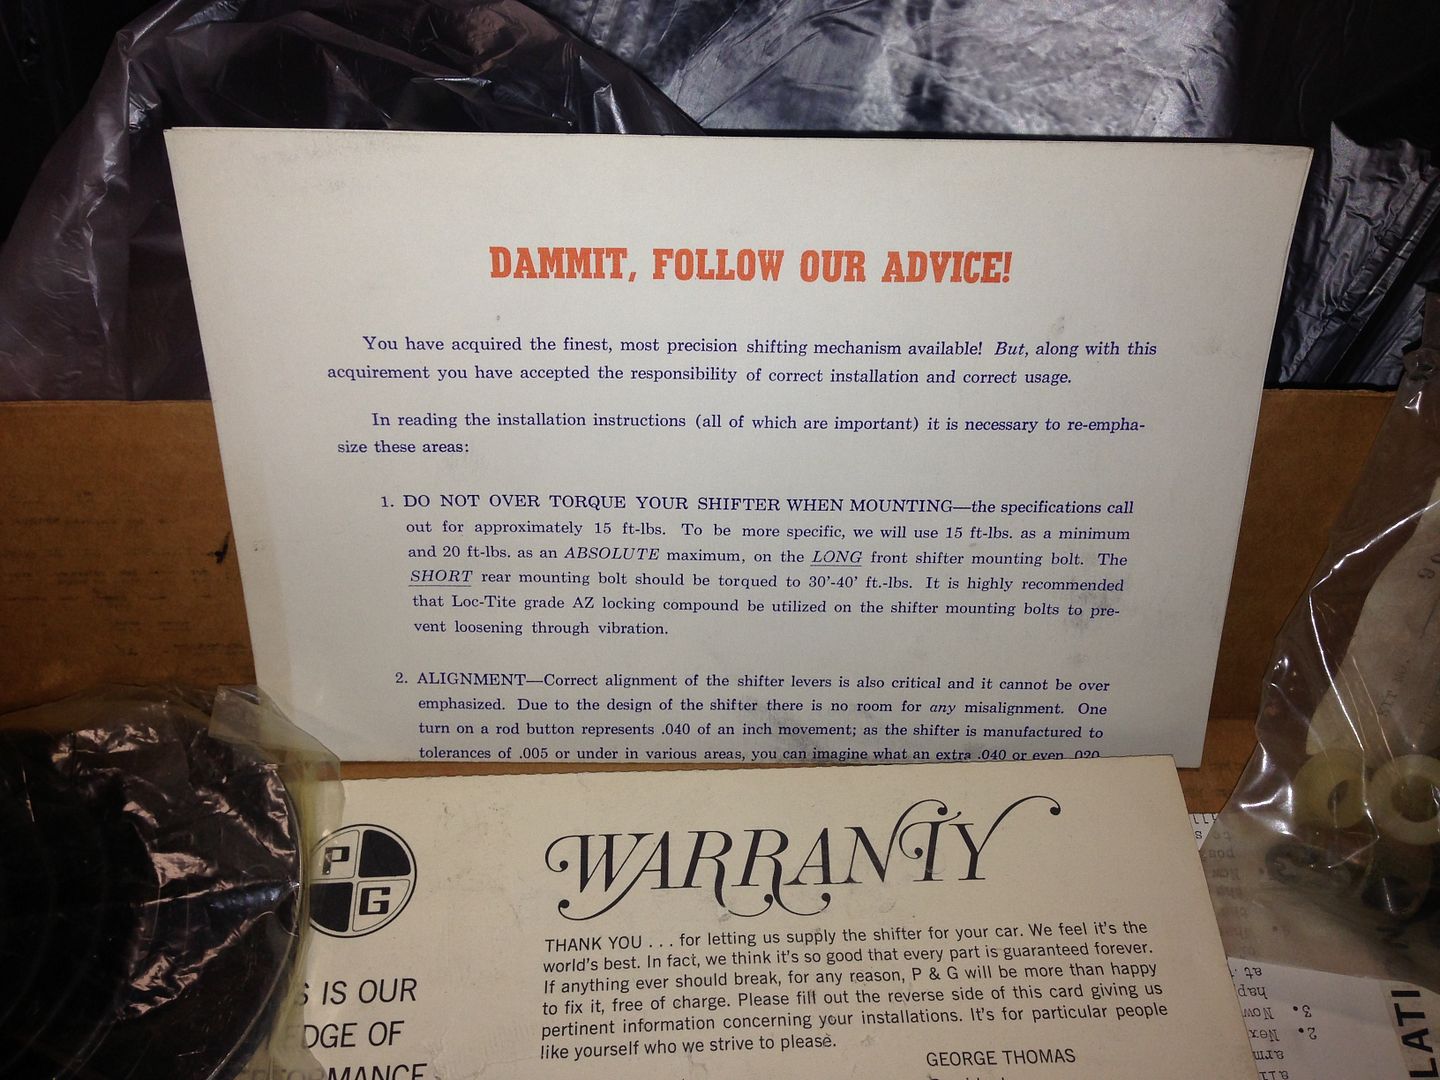 DAMMIT, FOLLOW OUR ADVICE!
You have acquired the finest, most precision shifting mechanism available! But, along with this
acquirement you have accepted the responsibility of correct installation and correct usage.
In reading the installation instructions (all of which are important) it is necessary to re-empha-
size these areas:
1. DO NOT OVER TORQUE YOUR SHIFTER WHEN MOUNTING—the specifications call
out for approximately 15 ft-lbs. To be more specific, we will use 15 ft-lbs. as a minimum
and 20 ft-lbs. as an ABSOLUTE maximum, on the LONG front shifter mounting bolt. The
SHORT rear mounting bolt should be torqued to 30'-40' ft.-lbs. It is highly recommended
that Loc-Tite grade AZ locking compound be utilized on the shifter mounting bolts to pre-
vent loosening through vibration.
2. ALIGNMENT—Correct alignment of the shifter levers is also critical and it cannot be over
emphasized. Due to the design of the shifter there is no room for any misalignment. One
turn on a rod button represents .040 of an inch movement; as the shifter is manufactured to
tolerances of .005 or under in various areas, you can imagine what an extra .040 or even .020
P
G
S IS OUR
EDGE OF
MANCE
WARRANTY
THANK YOU . . . for letting us supply the shifter for your car. We feel it's the
world's best. In fact, we think it's so good that every part is guaranteed forever.
If anything ever should break, for any reason, P & G will be more than happy
to fix it, free of charge. Please fill out the reverse side of this card giving us
pertinent information concerning your installations. It's for particular people
like yourself who we strive to please.
GEORGE THOMAS
LATI
3. Now
2. Nex